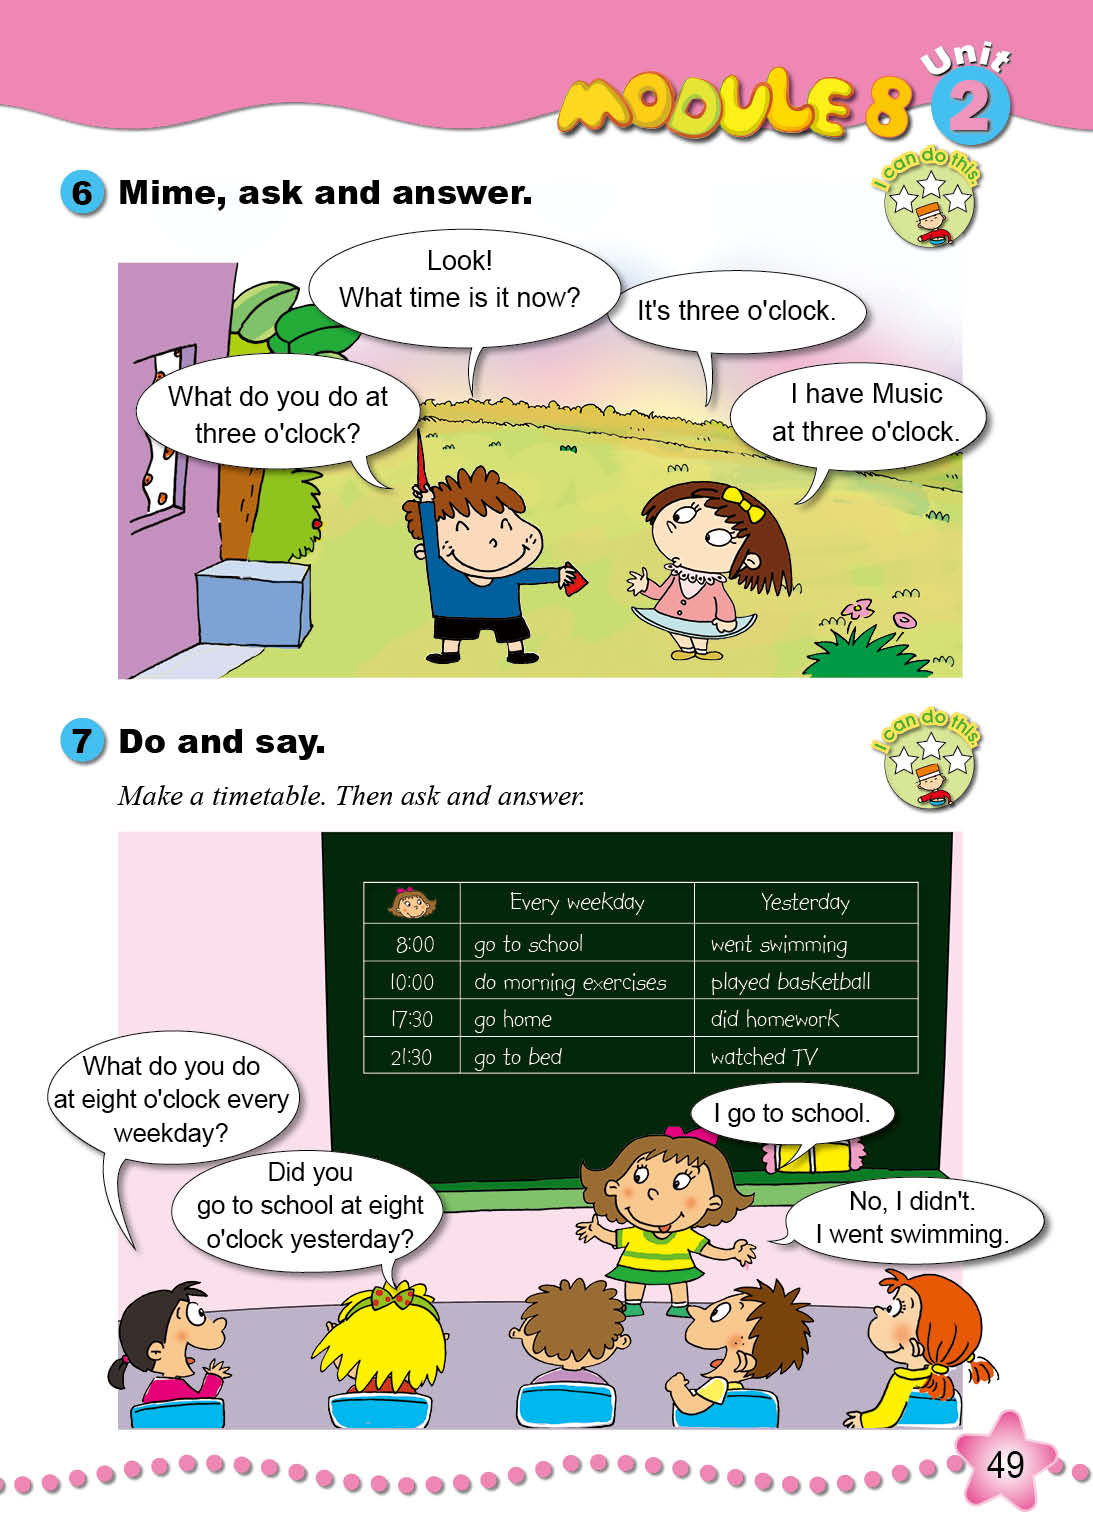 MODULE 8
Unit
2
I can do this.
6 Mime, ask and answer.
Look!
What time is it now?
It's three o'clock.
What do you do at
three o'clock?
I have Music
at three o'clock.
7 Do and say.
I can do this.
Make a timetable. Then ask and answer.
Every weekday Yesterday
8:00 go to school went swimming
10:00 do morning exercises played basketball
17:30 go home did homework
21:30 go to bed watched TV
What do you do
at eight o'clock every
weekday?
I go to school.
Did you
go to school at eight
o'clock yesterday?
No, I didn't.
I went swimming.
49